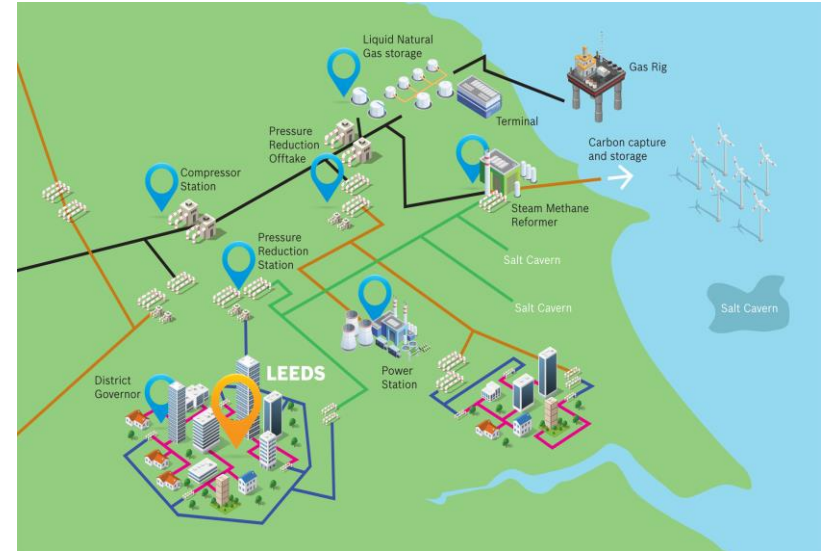 Liquid Natural
Gas storage
Gas Rig
Terminal
Pressure
Reduction
Offtake
Carbon capture
and storage
Compressor
Station
Steam Methane
Reformer
Pressure
Reduction
Station
Salt Cavern
Salt Cavern
Salt Cavern
Power
Station
LEEDS
District
Governor